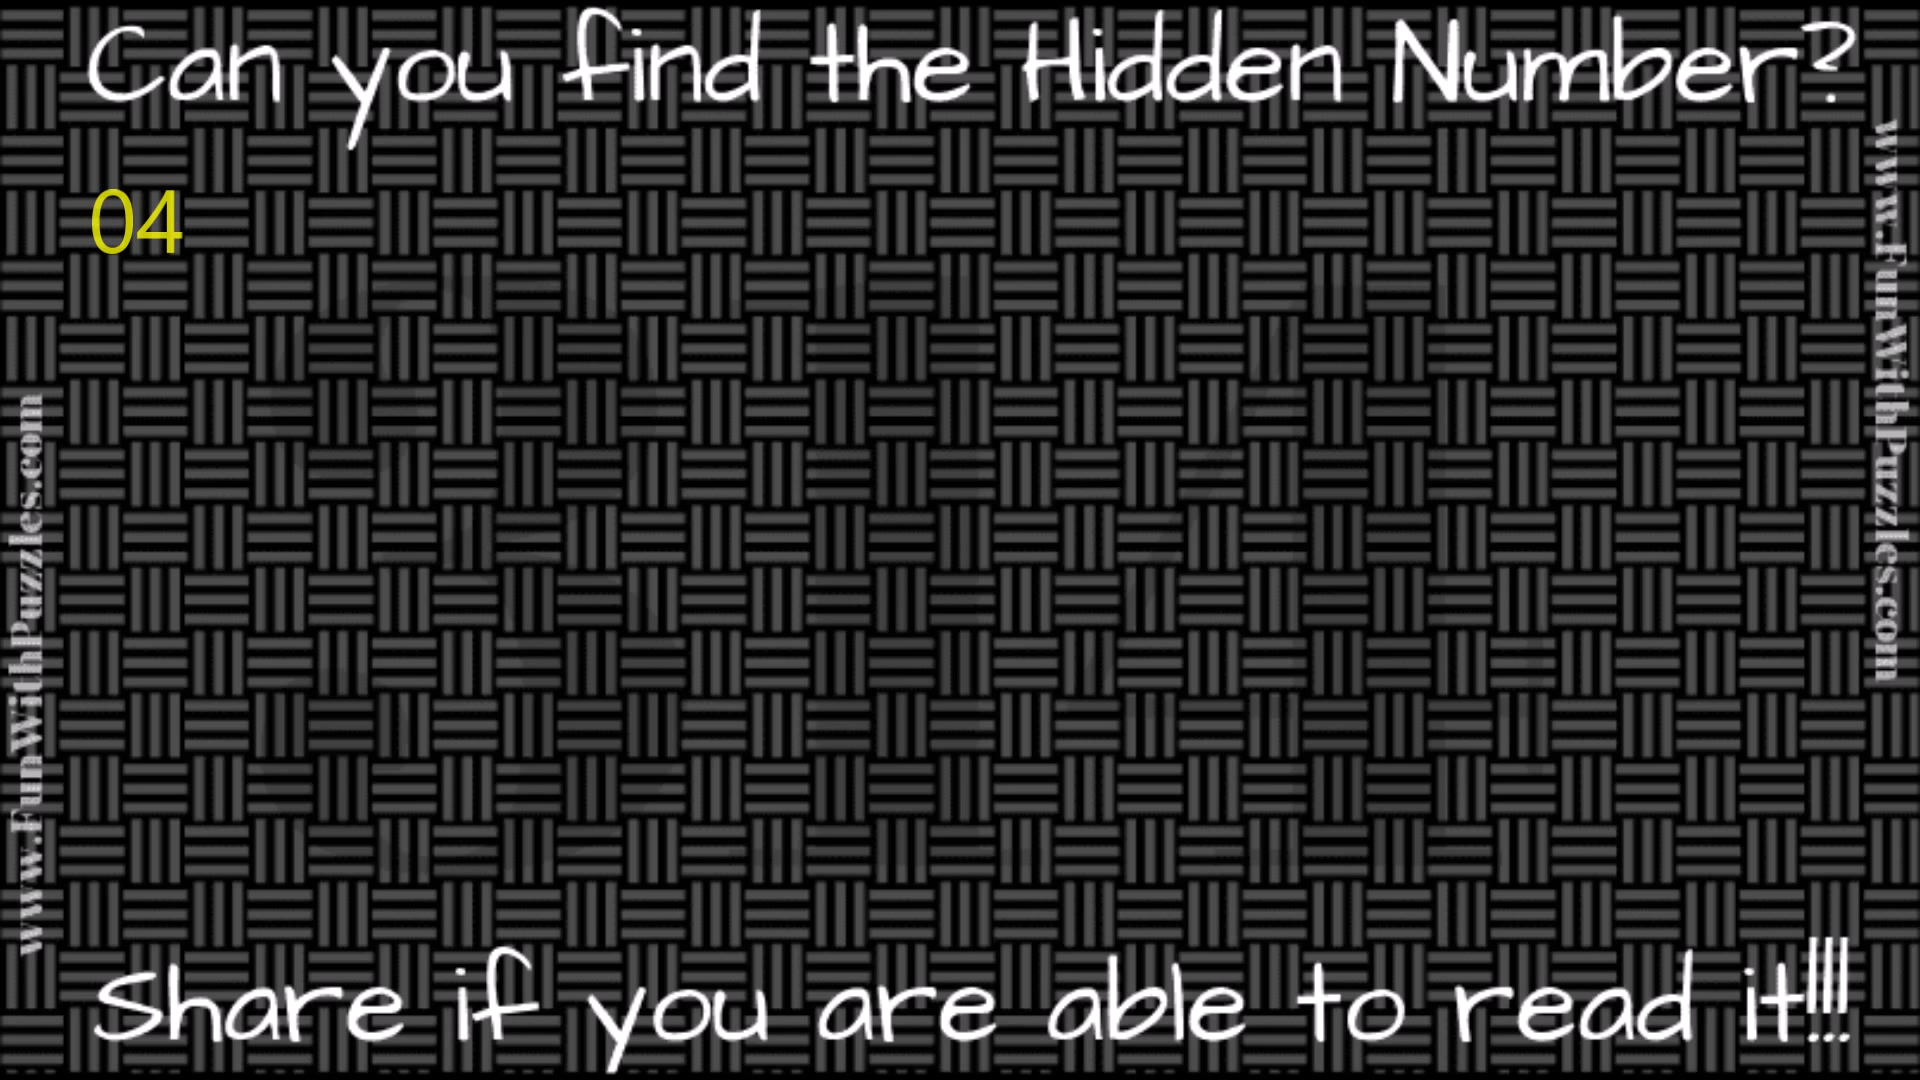 Can you find the Hidden Number?
04
314
Share if you are able to read it!!!
www.FunWithPuzzles.com
www.FunWithPuzzles.com